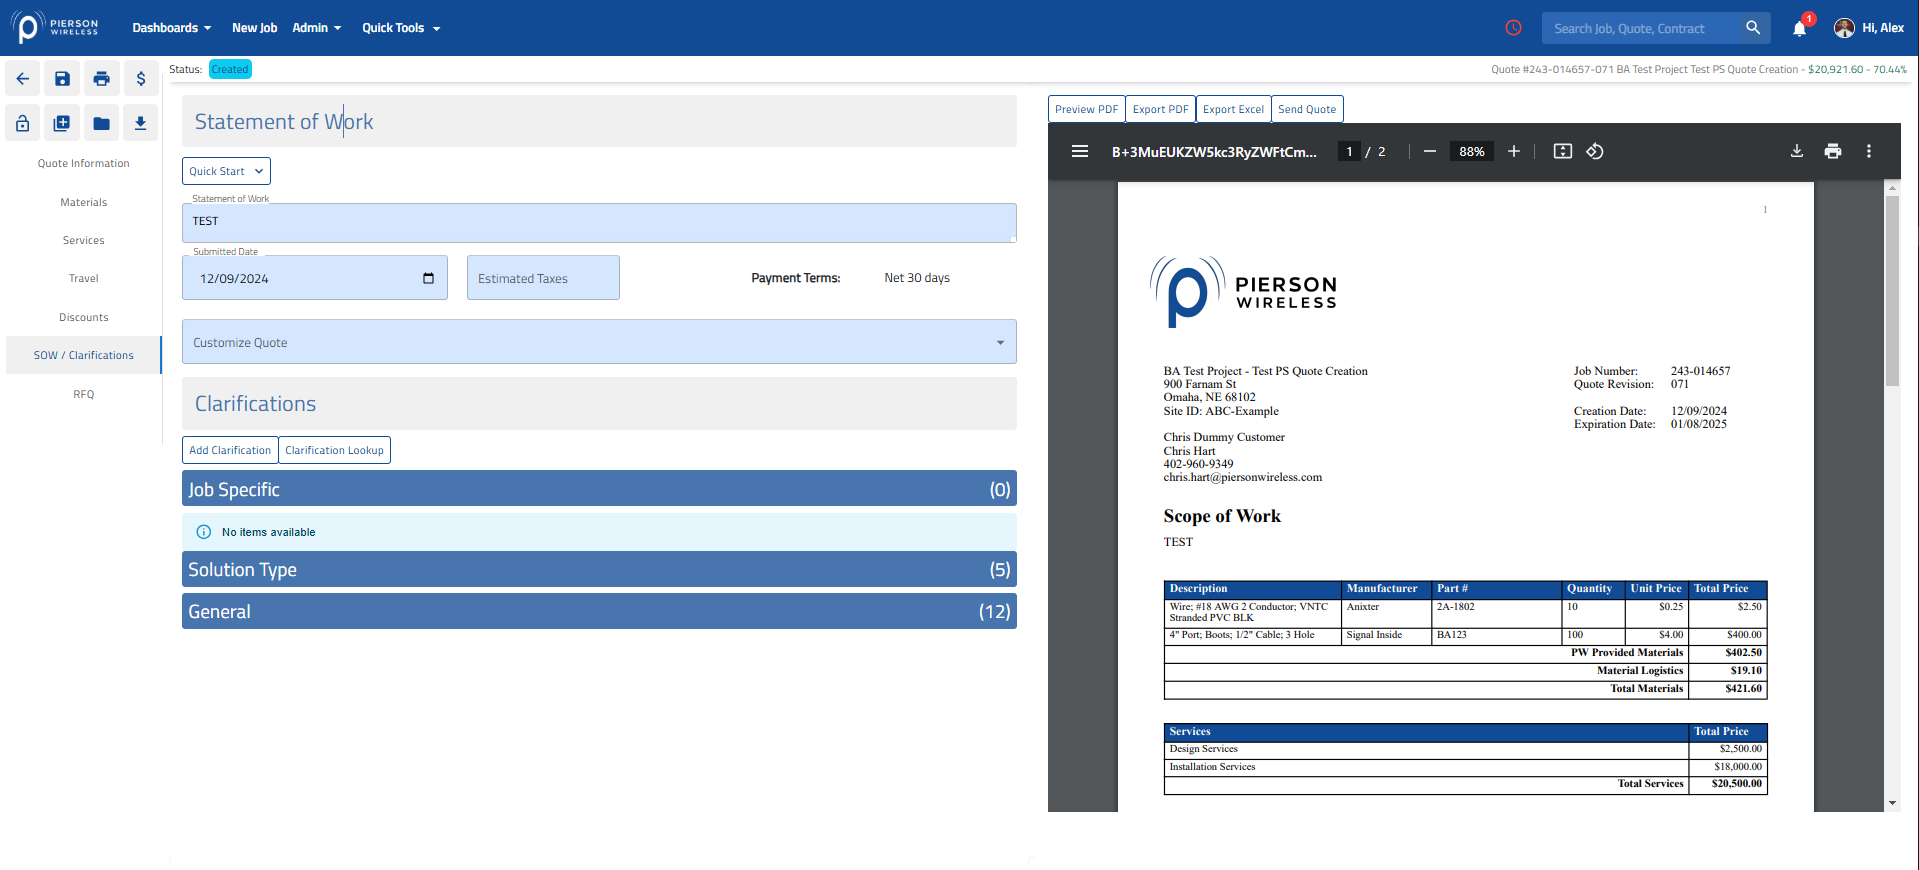 PIERSON
WIRELESS
Dashboards
New Job
Admin
Quick Tools
Search Job, Quote, Contract
1
Hi, Alex
Status: Created
Quote #243-014657-071 BA Test Project Test PS Quote Creation - $20,921.60 - 70.44%
Quote Information
Materials
Services
Travel
Discounts
SOW / Clarifications
RFQ
Statement of Work
Quick Start
Statement of Work
TEST
Submitted Date
12/09/2024
Estimated Taxes
Payment Terms: Net 30 days
Customize Quote
Clarifications
Add Clarification
Clarification Lookup
Job Specific (0)
No items available
Solution Type (5)
General (12)
Preview PDF
Export PDF
Export Excel
Send Quote
B+3MuEUKZW5kc3RyZWFtCm...
1 / 2
88%
1
PIERSON
WIRELESS
BA Test Project - Test PS Quote Creation
900 Farnam St
Omaha, NE 68102
Site ID: ABC-Example
Job Number: 243-014657
Quote Revision: 071
Creation Date: 12/09/2024
Expiration Date: 01/08/2025
Chris Dummy Customer
Chris Hart
402-960-9349
chris.hart@piersonwireless.com
Scope of Work
TEST
Description Manufacturer Part # Quantity Unit Price Total Price
Wire; #18 AWG 2 Conductor; VNTC Anixter 2A-1802 10 $0.25 $2.50
Stranded PVC BLK
4" Port; Boots; 1/2" Cable; 3 Hole Signal Inside BA123 100 $4.00 $400.00
PW Provided Materials $402.50
Material Logistics $19.10
Total Materials $421.60
Services Total Price
Design Services $2,500.00
Installation Services $18,000.00
Total Services $20,500.00